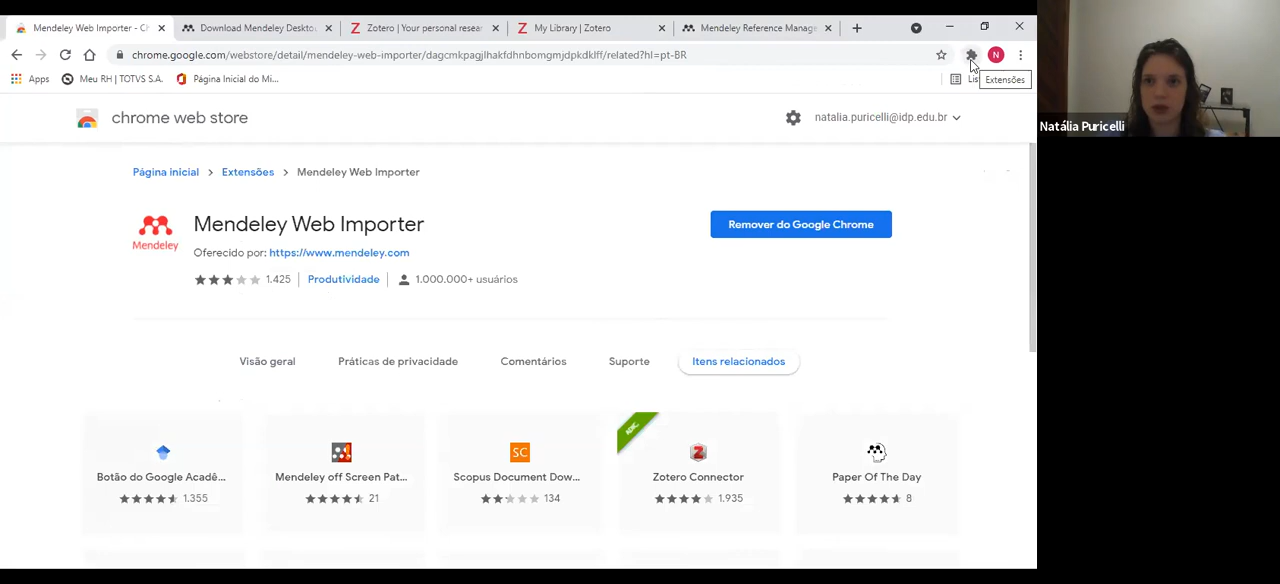 Mendeley Web Importer - Ch
Download Mendeley Deskto
Zotero | Your personal resear
My Library | Zotero
Mendeley Reference Manage
chrome.google.com/webstore/detail/mendeley-web-importer/dagcmkpagjlhakfdhnbomgmjdpkdklff/related?hl=pt-BR
N
Apps
Meu RH | TOTVS S.A.
Página Inicial do Mi...
Lis
Extensões
chrome web store
natalia.puricelli@idp.edu.br
Natália Puricelli
Página inicial > Extensões > Mendeley Web Importer
Mendeley
Mendeley Web Importer
Remover do Google Chrome
Oferecido por: https://www.mendeley.com
1.425 Produtividade 1.000.000+ usuários
Visão geral Práticas de privacidade Comentários Suporte Itens relacionados
SC
Z
Botão do Google Acadê...
Mendeley off Screen Pat...
Scopus Document Dow...
Zotero Connector
Paper Of The Day
1.355
21
134
1.935
8